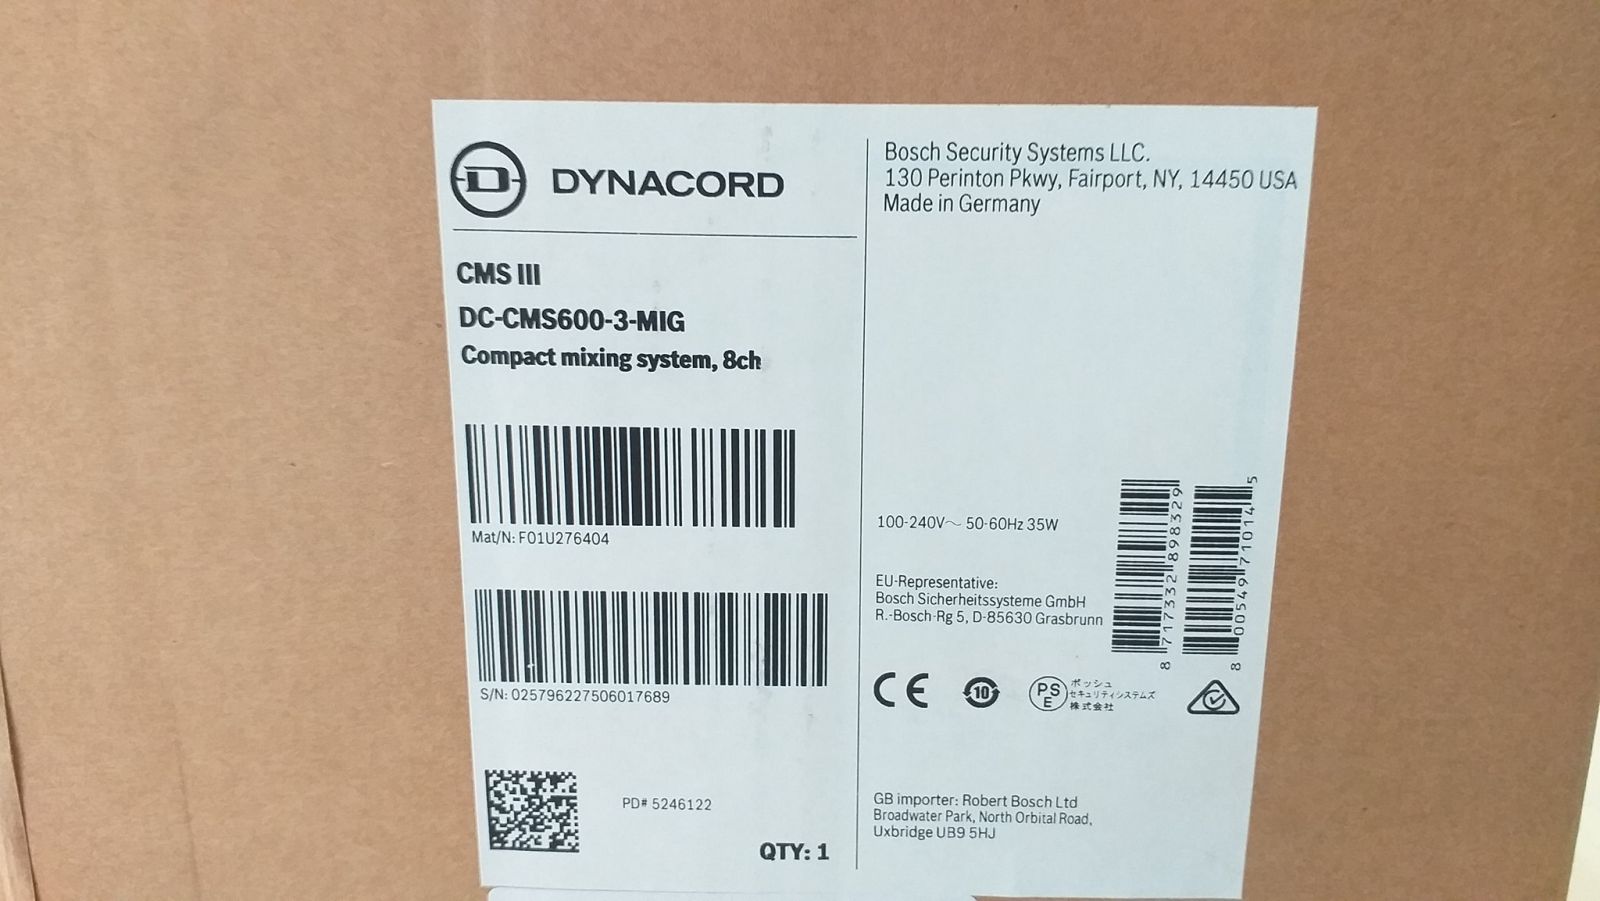 DYNACORD
CMS III
DC-CMS600-3-MIG
Compact mixing system, 8ch
Mat/N: F01U276404
S/N: 025796227506017689
PD# 5246122
QTY: 1
Bosch Security Systems LLC.
130 Perinton Pkwy, Fairport, NY, 14450 USA
Made in Germany
100-240V~ 50-60Hz 35W
8 717332 898329
8 00549 71014 5
EU-Representative:
Bosch Sicherheitssysteme GmbH
R.-Bosch-Rg 5, D-85630 Grasbrunn
CE
10
PS
E
ボッシュ
セキュリティシステムズ
株式会社
GB importer: Robert Bosch Ltd
Broadwater Park, North Orbital Road,
Uxbridge UB9 5HJ